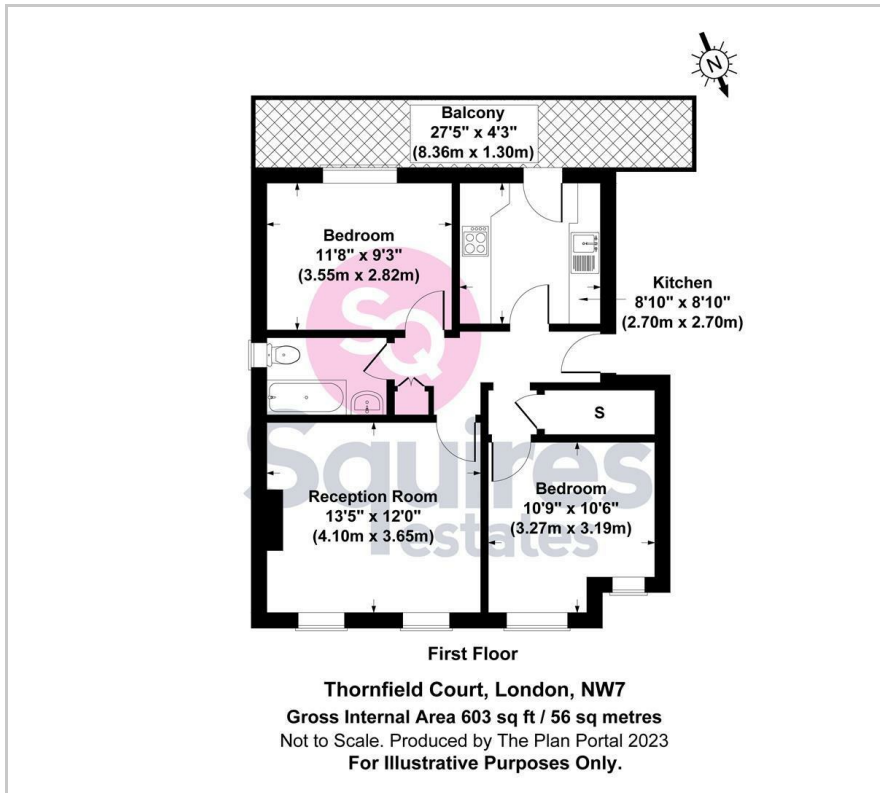 N
Balcony
27'5" x 4'3"
(8.36m x 1.30m)
Bedroom
11'8" x 9'3"
(3.55m x 2.82m)
Kitchen
8'10" x 8'10"
(2.70m x 2.70m)
SQ
S
Squires
estates
Reception Room
13'5" x 12'0"
(4.10m x 3.65m)
Bedroom
10'9" x 10'6"
(3.27m x 3.19m)
First Floor
Thornfield Court, London, NW7
Gross Internal Area 603 sq ft / 56 sq metres
Not to Scale. Produced by The Plan Portal 2023
For Illustrative Purposes Only.